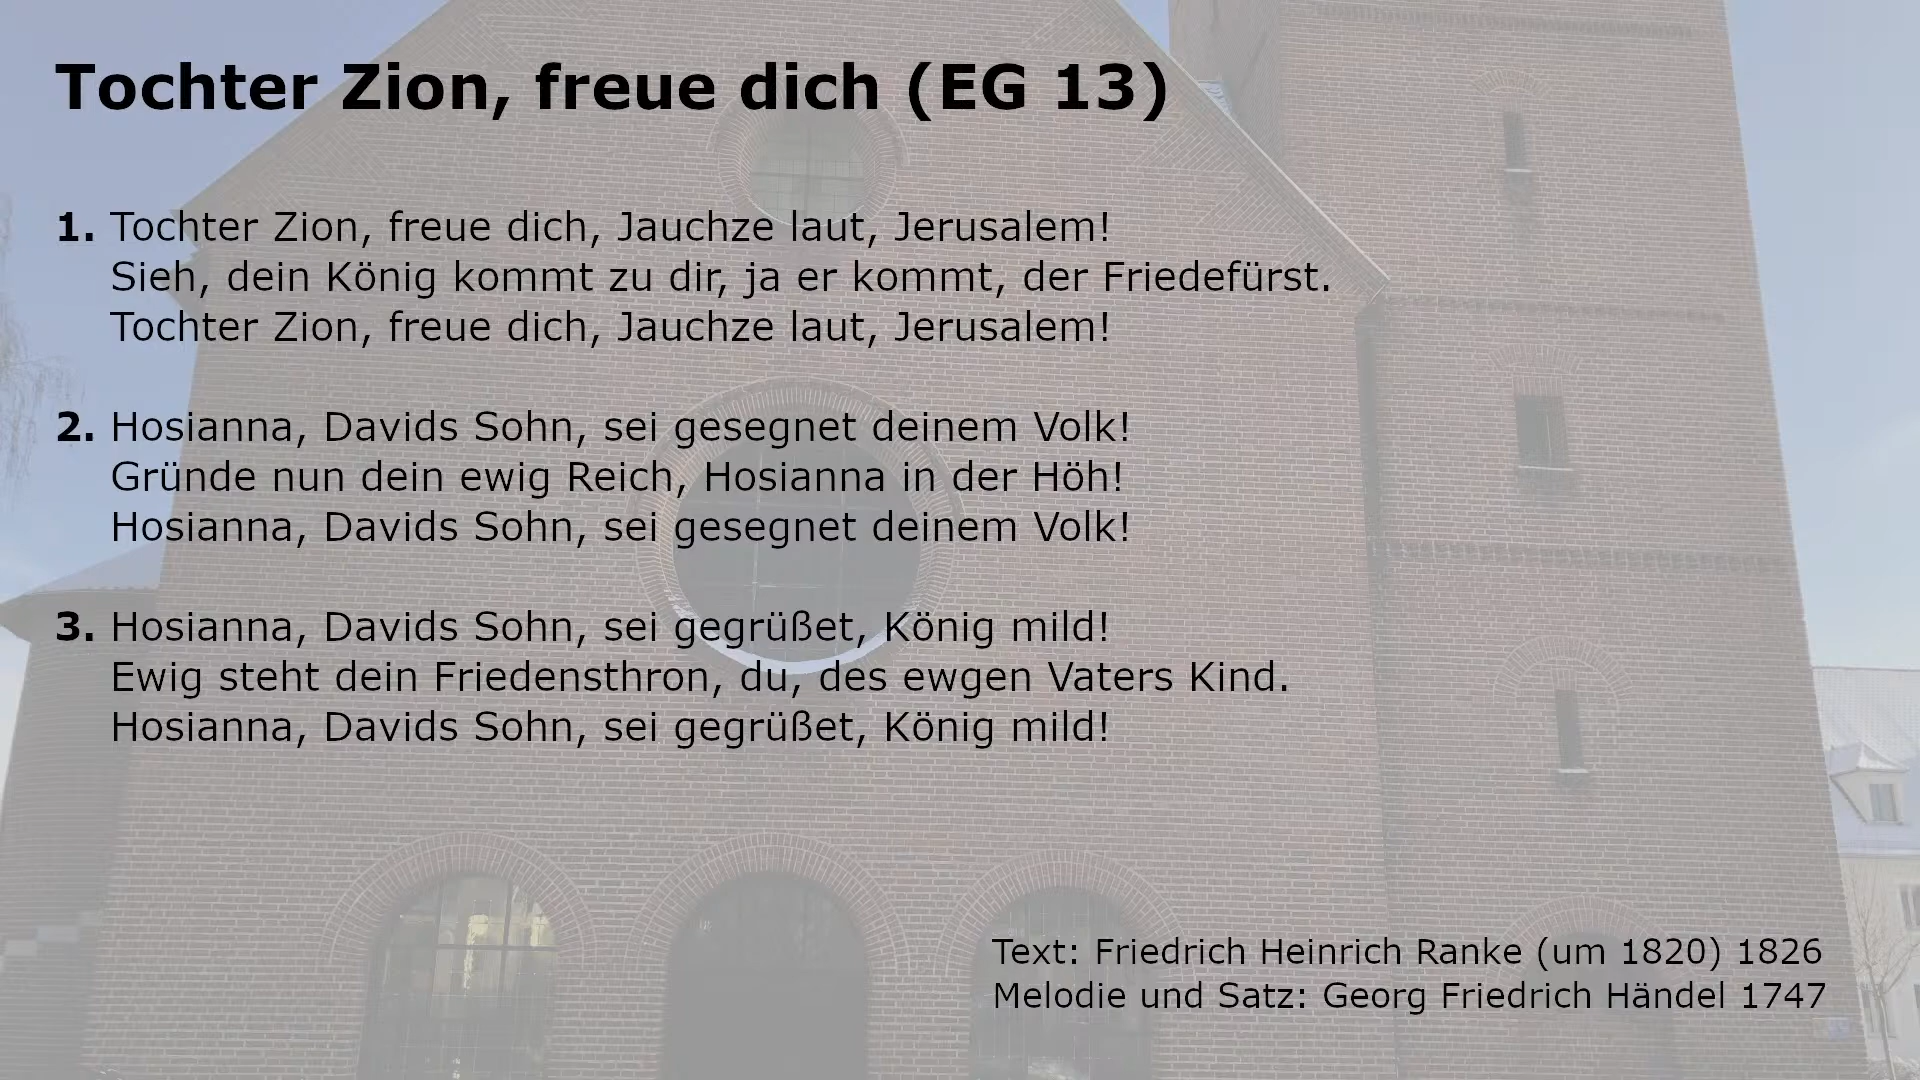 Tochter Zion, freue dich (EG 13)
1. Tochter Zion, freue dich, Jauchze laut, Jerusalem!
Sieh, dein König kommt zu dir, ja er kommt, der Friedefürst.
Tochter Zion, freue dich, Jauchze laut, Jerusalem!
2. Hosianna, Davids Sohn, sei gesegnet deinem Volk!
Gründe nun dein ewig Reich, Hosianna in der Höh!
Hosianna, Davids Sohn, sei gesegnet deinem Volk!
3. Hosianna, Davids Sohn, sei gegrüßet, König mild!
Ewig steht dein Friedensthron, du, des ewgen Vaters Kind.
Hosianna, Davids Sohn, sei gegrüßet, König mild!
Text: Friedrich Heinrich Ranke (um 1820) 1826
Melodie und Satz: Georg Friedrich Händel 1747